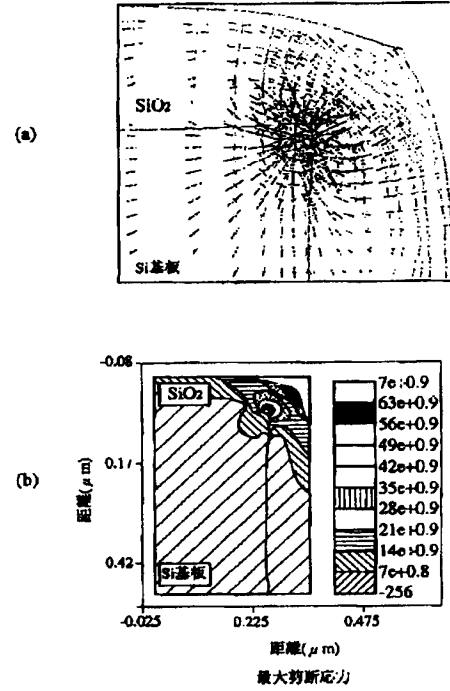 (a)
SiO₂
Si基板
(b)
-0.08
0.17
0.42
距離(μm)
SiO₂
Si基板
-0.025
0.225
0.475
距離(μm)
最大剪断応力
63e+0.9
56e+0.9
49e+0.9
42e+0.9
35e+0.9
28e+0.9
21e+0.9
14e+0.9
7e+0.8
-256